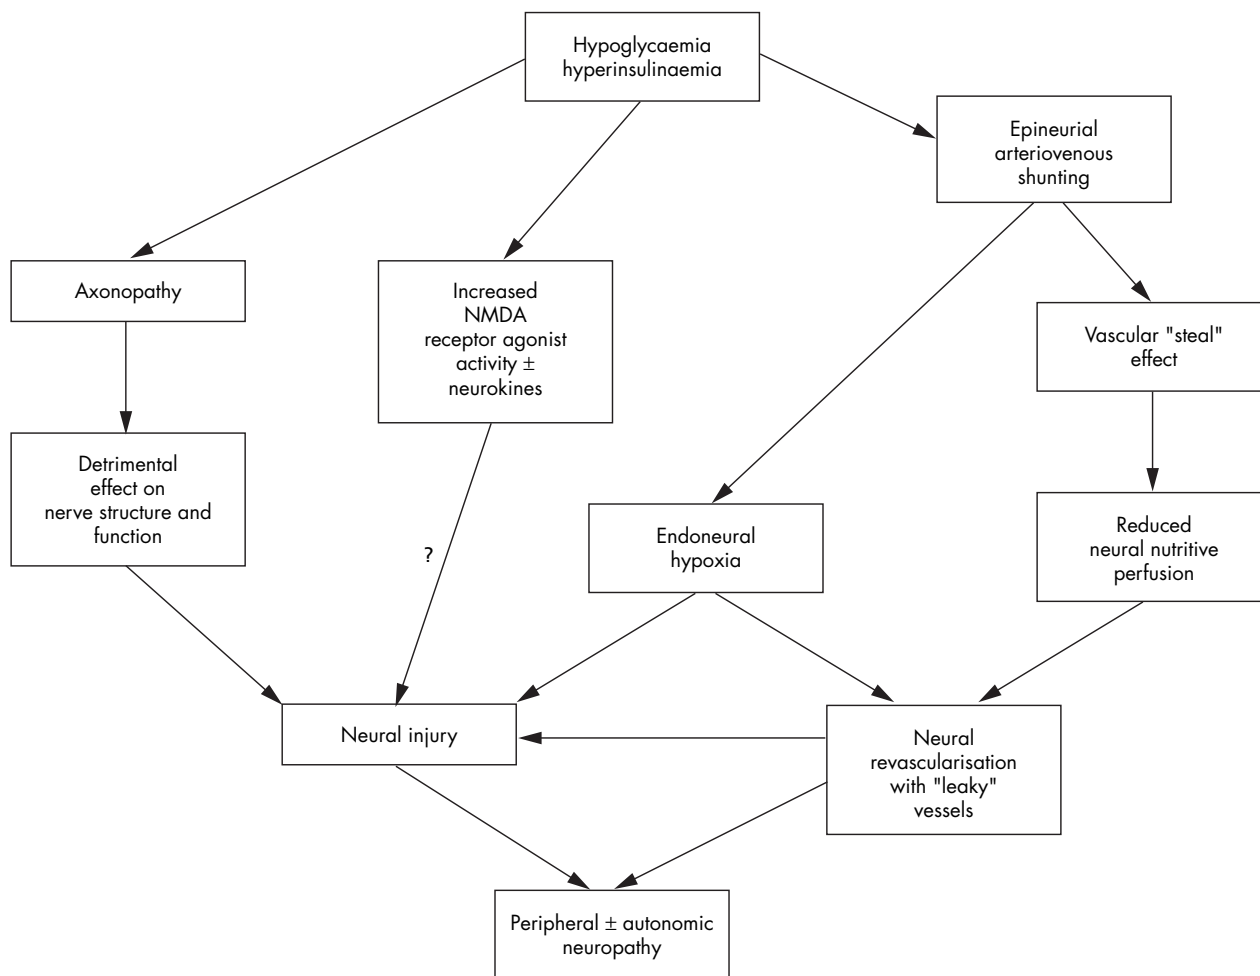 Hypoglycaemia
hyperinsulinaemia
Epineurial
arteriovenous
shunting
Axonopathy
Increased
NMDA
receptor agonist
activity ±
neurokines
Vascular "steal"
effect
Detrimental
effect on
nerve structure and
function
Endoneural
hypoxia
Reduced
neural nutritive
perfusion
?
Neural injury
Neural
revascularisation
with "leaky"
vessels
Peripheral ± autonomic
neuropathy